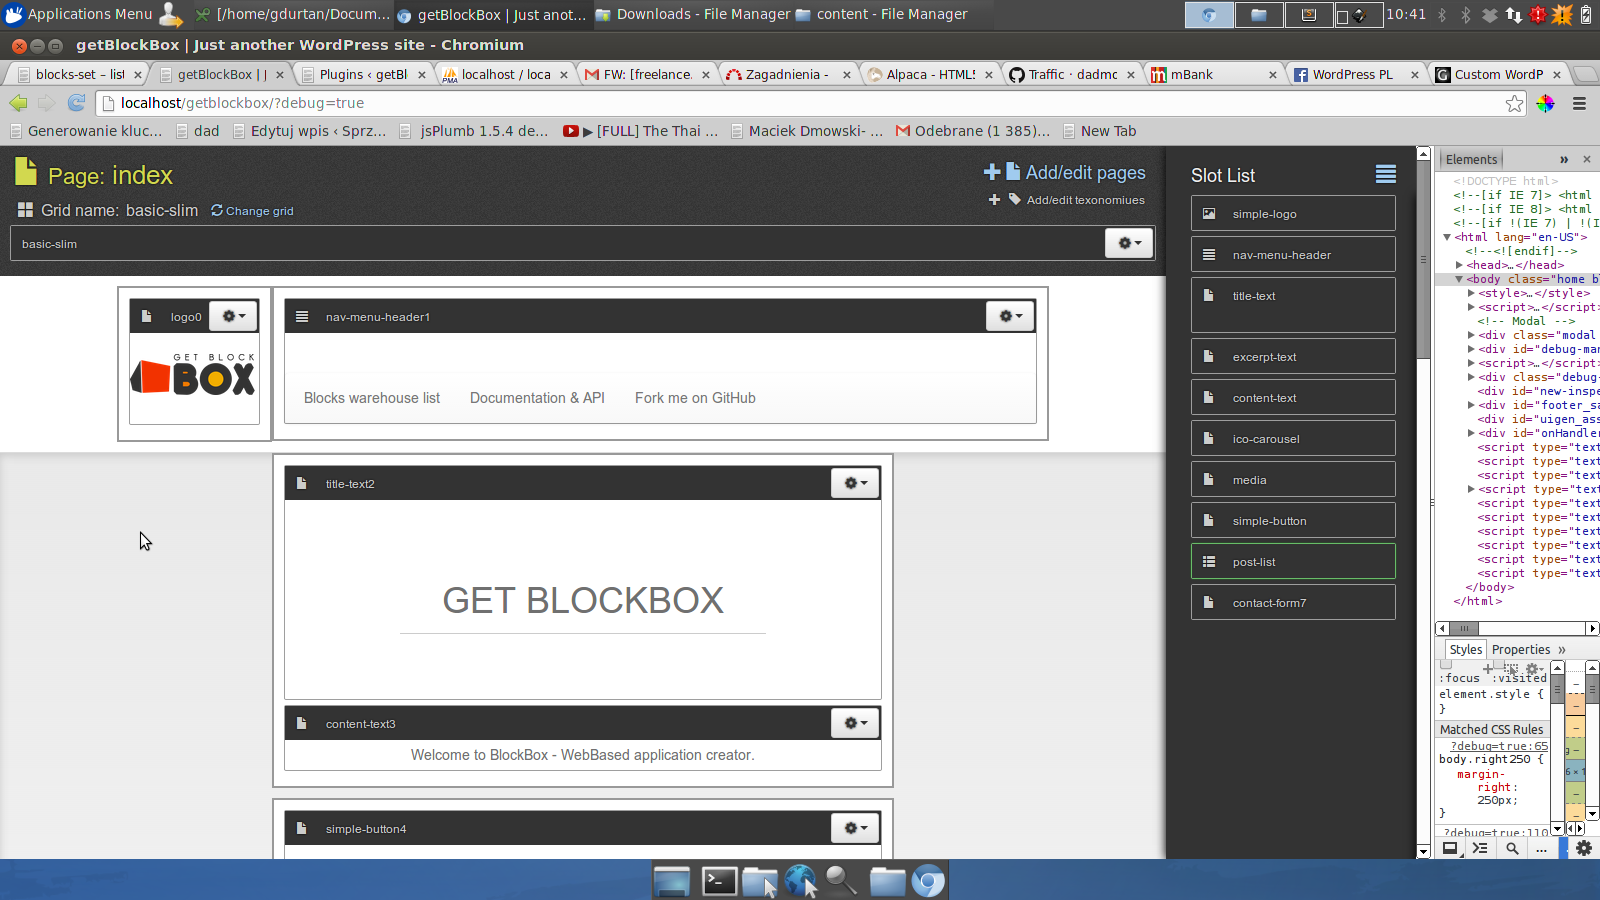 Applications Menu
[/home/gdurtan/Docum...
getBlockBox | Just anot...
Downloads - File Manager
content - File Manager
10:41
getBlockBox | Just another WordPress site - Chromium
blocks-set – list
getBlockBox | J
Plugins ‹ getBl
localhost / loca
FW: [freelance.
Zagadnienia -
Alpaca - HTML5
Traffic · dadmo
mBank
WordPress PL
Custom WordP
localhost/getblockbox/?debug=true
Generowanie kluc...
dad
Edytuj wpis ‹ Sprz...
jsPlumb 1.5.4 de...
▶ [FULL] The Thai ...
Maciek Dmowski- ...
Odebrane (1 385)...
New Tab
Page: index
Add/edit pages
Grid name: basic-slim
Change grid
Add/edit texonomiues
basic-slim
logo0
GET BLOCK
BOX
nav-menu-header1
Blocks warehouse list
Documentation & API
Fork me on GitHub
title-text2
GET BLOCKBOX
content-text3
Welcome to BlockBox - WebBased application creator.
simple-button4
Slot List
simple-logo
nav-menu-header
title-text
excerpt-text
content-text
ico-carousel
media
simple-button
post-list
contact-form7
Elements
»
×
<!DOCTYPE html>
<!--[if IE 7]> <html
<!--[if IE 8]> <html
<!--[if !(IE 7) | !(I
<html lang="en-US">
<!--<![endif]-->
<head>…</head>
<body class="home b
<style>…</style>
<script>…</script>
<!-- Modal -->
<div class="modal
<div id="debug-man
<script>…</script>
<div class="debug-
<div id="new-inspe
<div id="footer_sa
<div id="uigen_ass
<div id="onHandler
<script type="text
<script type="text
<script type="text
<script type="text
<script type="text
<script type="text
<script type="text
<script type="text
<script type="text
<script type="text
</body>
</html>
Styles
Properties
»
:focus :visited
element.style {
}
Matched CSS Rules
?debug=true:65
body.right250 {
margin-
right:
250px;
}
?debug=true:110